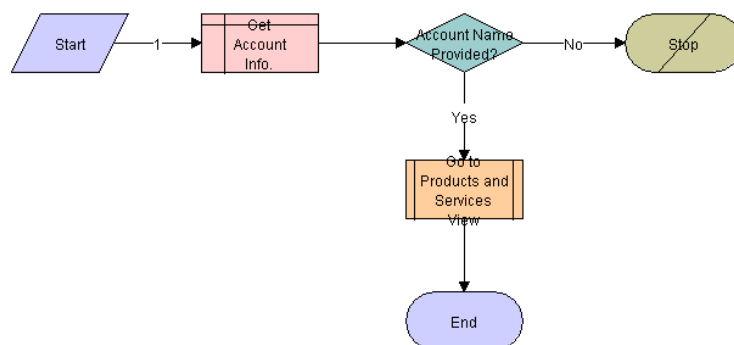 Start
1
Get
Account
Info.
Account Name
Provided?
No
Stop
Yes
Go to
Products and
Services
View
End